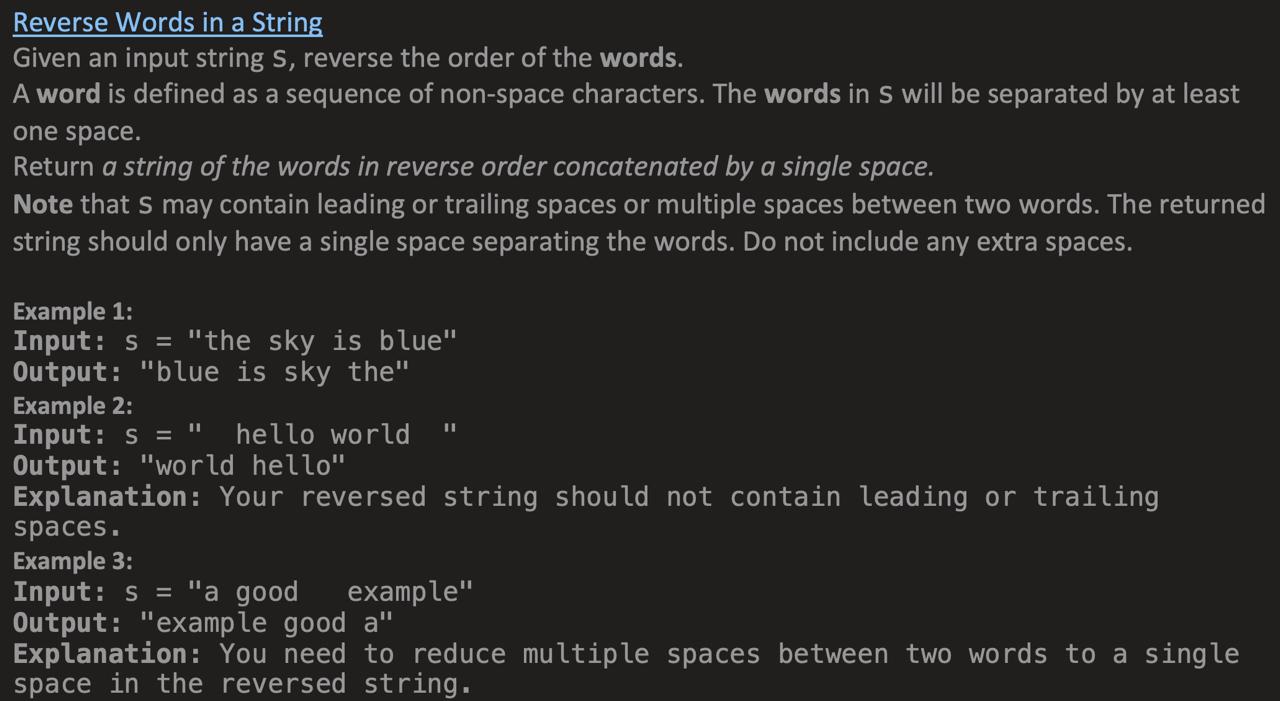 Reverse Words in a String
Given an input string s, reverse the order of the words.
A word is defined as a sequence of non-space characters. The words in s will be separated by at least
one space.
Return a string of the words in reverse order concatenated by a single space.
Note that s may contain leading or trailing spaces or multiple spaces between two words. The returned
string should only have a single space separating the words. Do not include any extra spaces.
Example 1:
Input: s = "the sky is blue"
Output: "blue is sky the"
Example 2:
Input: s = "  hello world  "
Output: "world hello"
Explanation: Your reversed string should not contain leading or trailing
spaces.
Example 3:
Input: s = "a good   example"
Output: "example good a"
Explanation: You need to reduce multiple spaces between two words to a single
space in the reversed string.